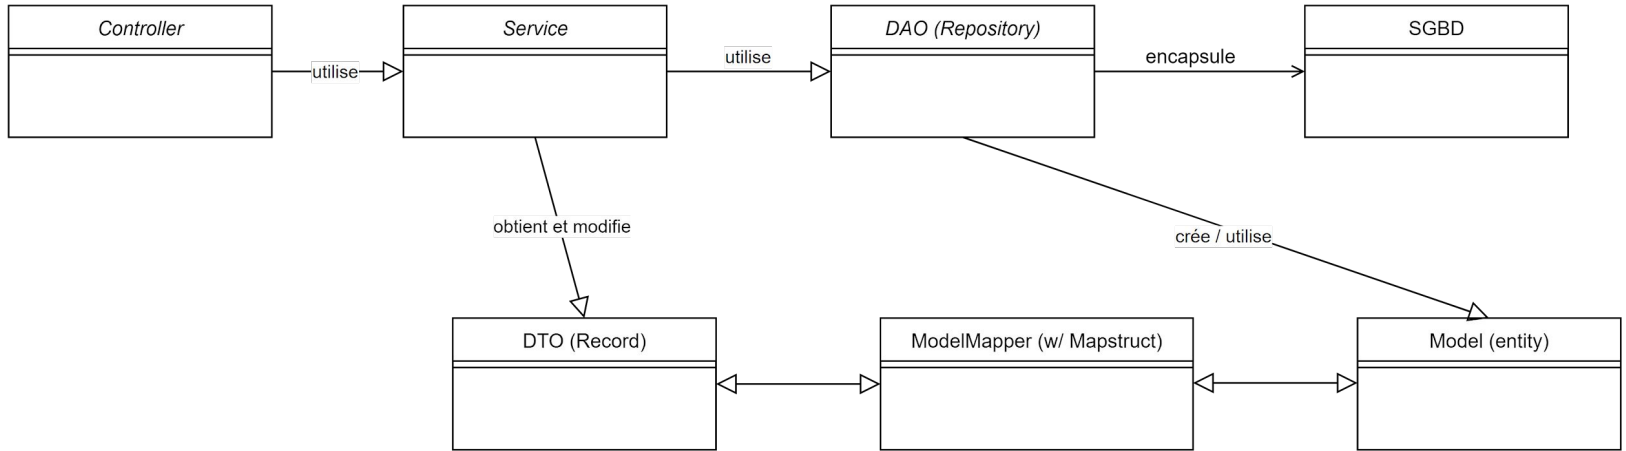 Controller
Service
DAO (Repository)
SGBD
utilise
utilise
encapsule
obtient et modifie
crée / utilise
DTO (Record)
ModelMapper (w/ Mapstruct)
Model (entity)